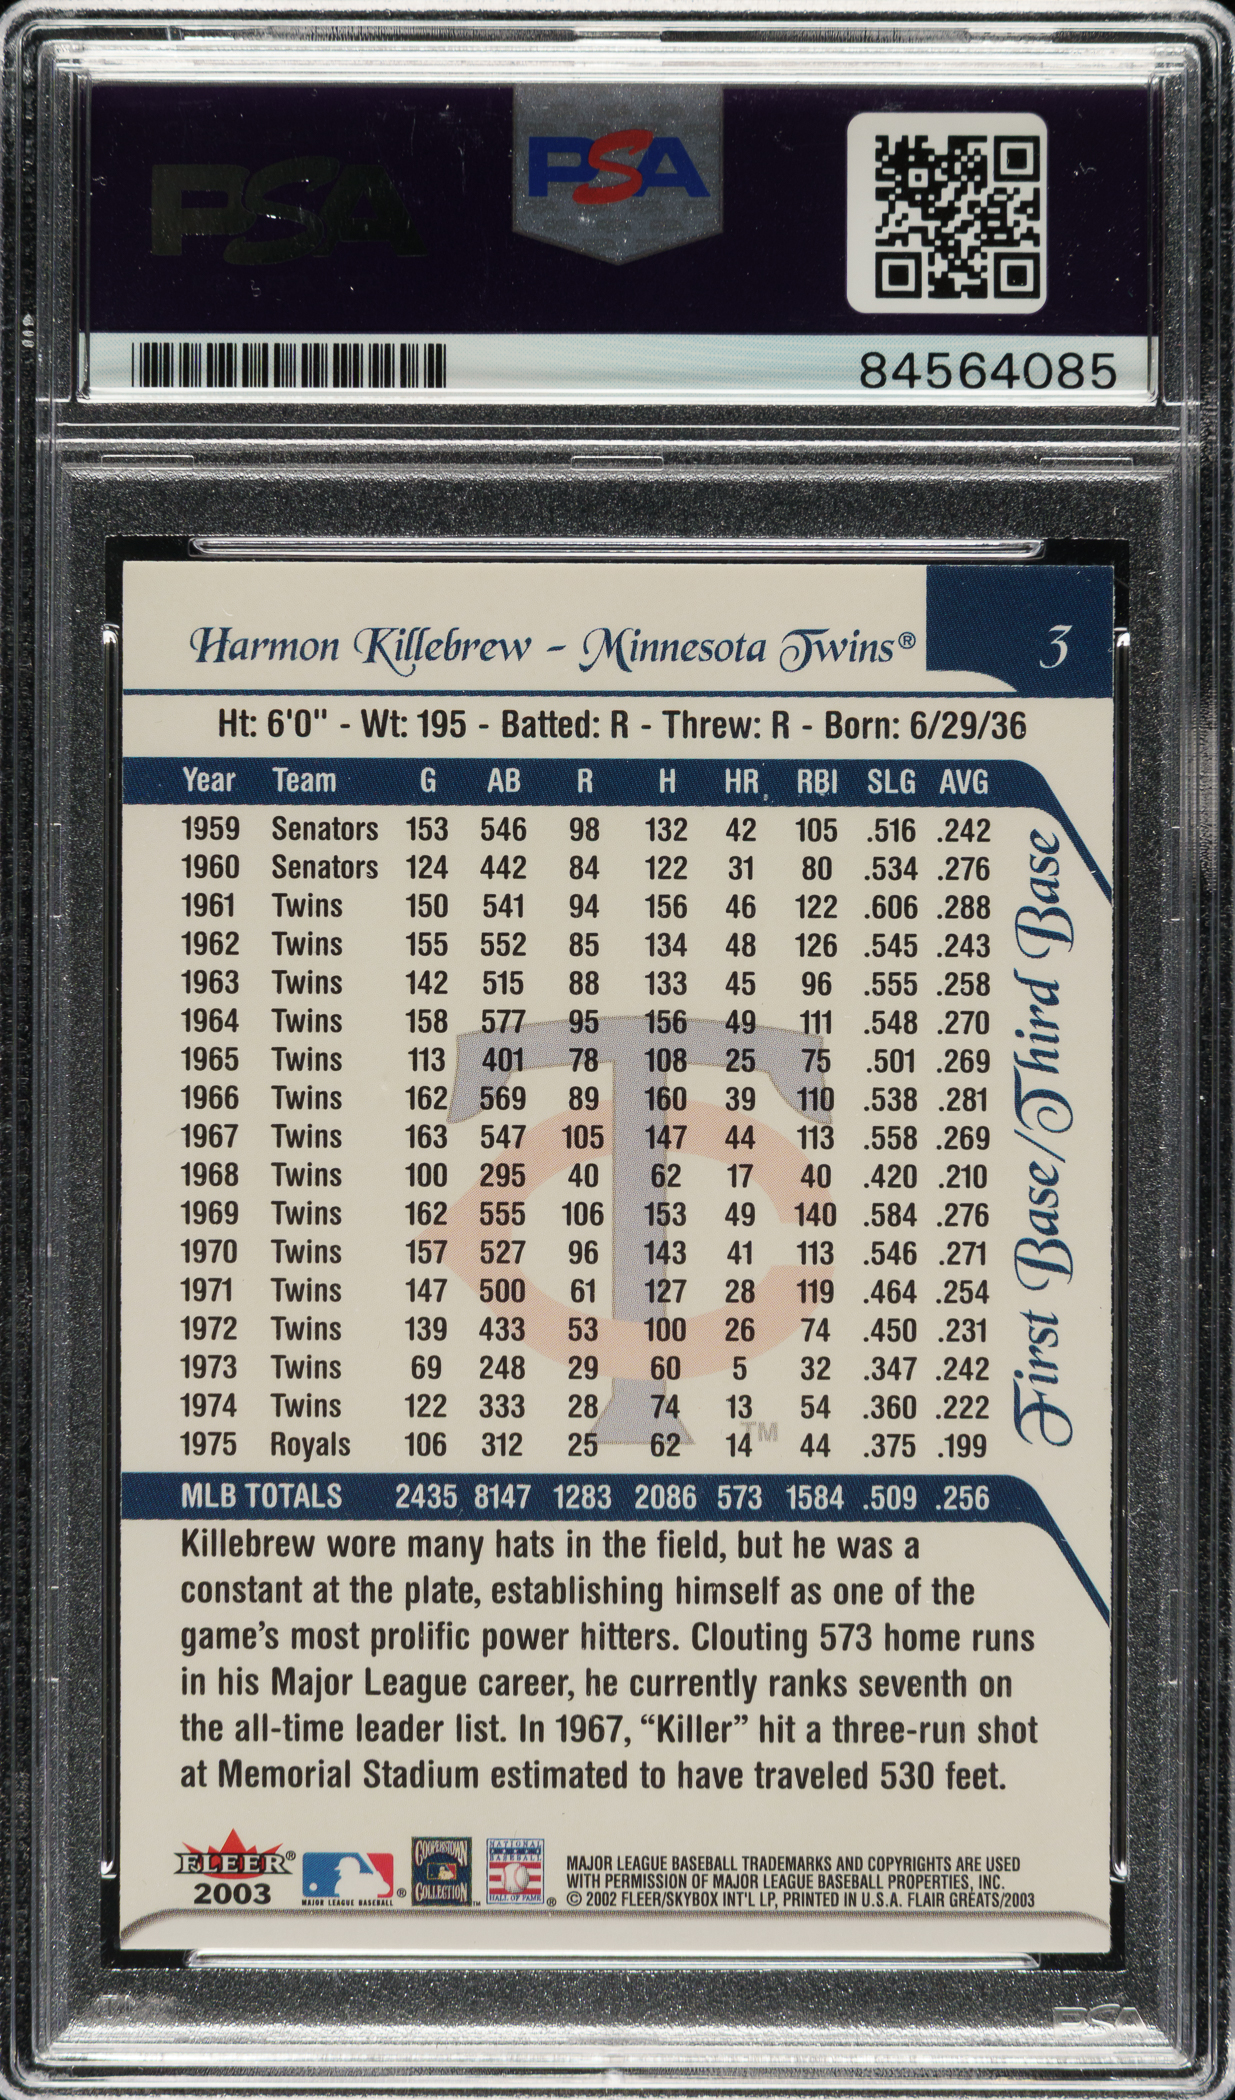 PSA
PSA
84564085
Harmon Killebrew - Minnesota Twins®
3
Ht: 6'0" - Wt: 195 - Batted: R - Threw: R - Born: 6/29/36
Year Team G AB R H HR RBI SLG AVG
1959 Senators 153 546 98 132 42 105 .516 .242
1960 Senators 124 442 84 122 31 80 .534 .276
1961 Twins 150 541 94 156 46 122 .606 .288
1962 Twins 155 552 85 134 48 126 .545 .243
1963 Twins 142 515 88 133 45 96 .555 .258
1964 Twins 158 577 95 156 49 111 .548 .270
1965 Twins 113 401 78 108 25 75 .501 .269
1966 Twins 162 569 89 160 39 110 .538 .281
1967 Twins 163 547 105 147 44 113 .558 .269
1968 Twins 100 295 40 62 17 40 .420 .210
1969 Twins 162 555 106 153 49 140 .584 .276
1970 Twins 157 527 96 143 41 113 .546 .271
1971 Twins 147 500 61 127 28 119 .464 .254
1972 Twins 139 433 53 100 26 74 .450 .231
1973 Twins 69 248 29 60 5 32 .347 .242
1974 Twins 122 333 28 74 13 54 .360 .222
1975 Royals 106 312 25 62 14 44 .375 .199
TM
First Base/Third Base
MLB TOTALS 2435 8147 1283 2086 573 1584 .509 .256
Killebrew wore many hats in the field, but he was a
constant at the plate, establishing himself as one of the
game's most prolific power hitters. Clouting 573 home runs
in his Major League career, he currently ranks seventh on
the all-time leader list. In 1967, “Killer” hit a three-run shot
at Memorial Stadium estimated to have traveled 530 feet.
FLEER®
2003
MAJOR LEAGUE BASEBALL®
COOPERSTOWN
COLLECTION™
NATIONAL
BASEBALL
HALL OF FAME®
MAJOR LEAGUE BASEBALL TRADEMARKS AND COPYRIGHTS ARE USED
WITH PERMISSION OF MAJOR LEAGUE BASEBALL PROPERTIES, INC.
© 2002 FLEER/SKYBOX INT'L LP, PRINTED IN U.S.A. FLAIR GREATS/2003
PSA